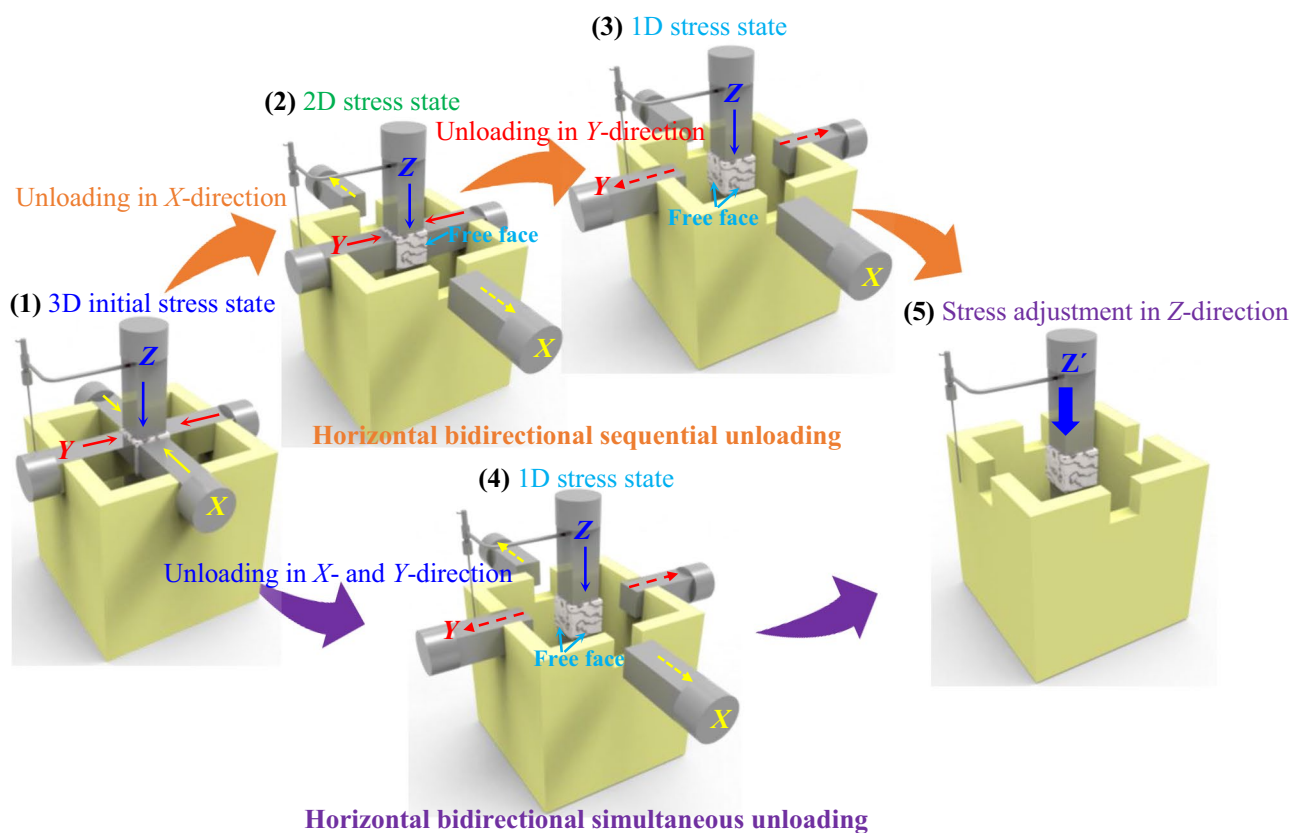 (3) 1D stress state
Z
Y
Free face
X
(2) 2D stress state
Unloading in Y-direction
Z
Y
Free face
X
Unloading in X-direction
(1) 3D initial stress state
Z
Y
X
Horizontal bidirectional sequential unloading
(5) Stress adjustment in Z-direction
Z´
(4) 1D stress state
Z
Unloading in X- and Y-direction
Y
Free face
X
Horizontal bidirectional simultaneous unloading